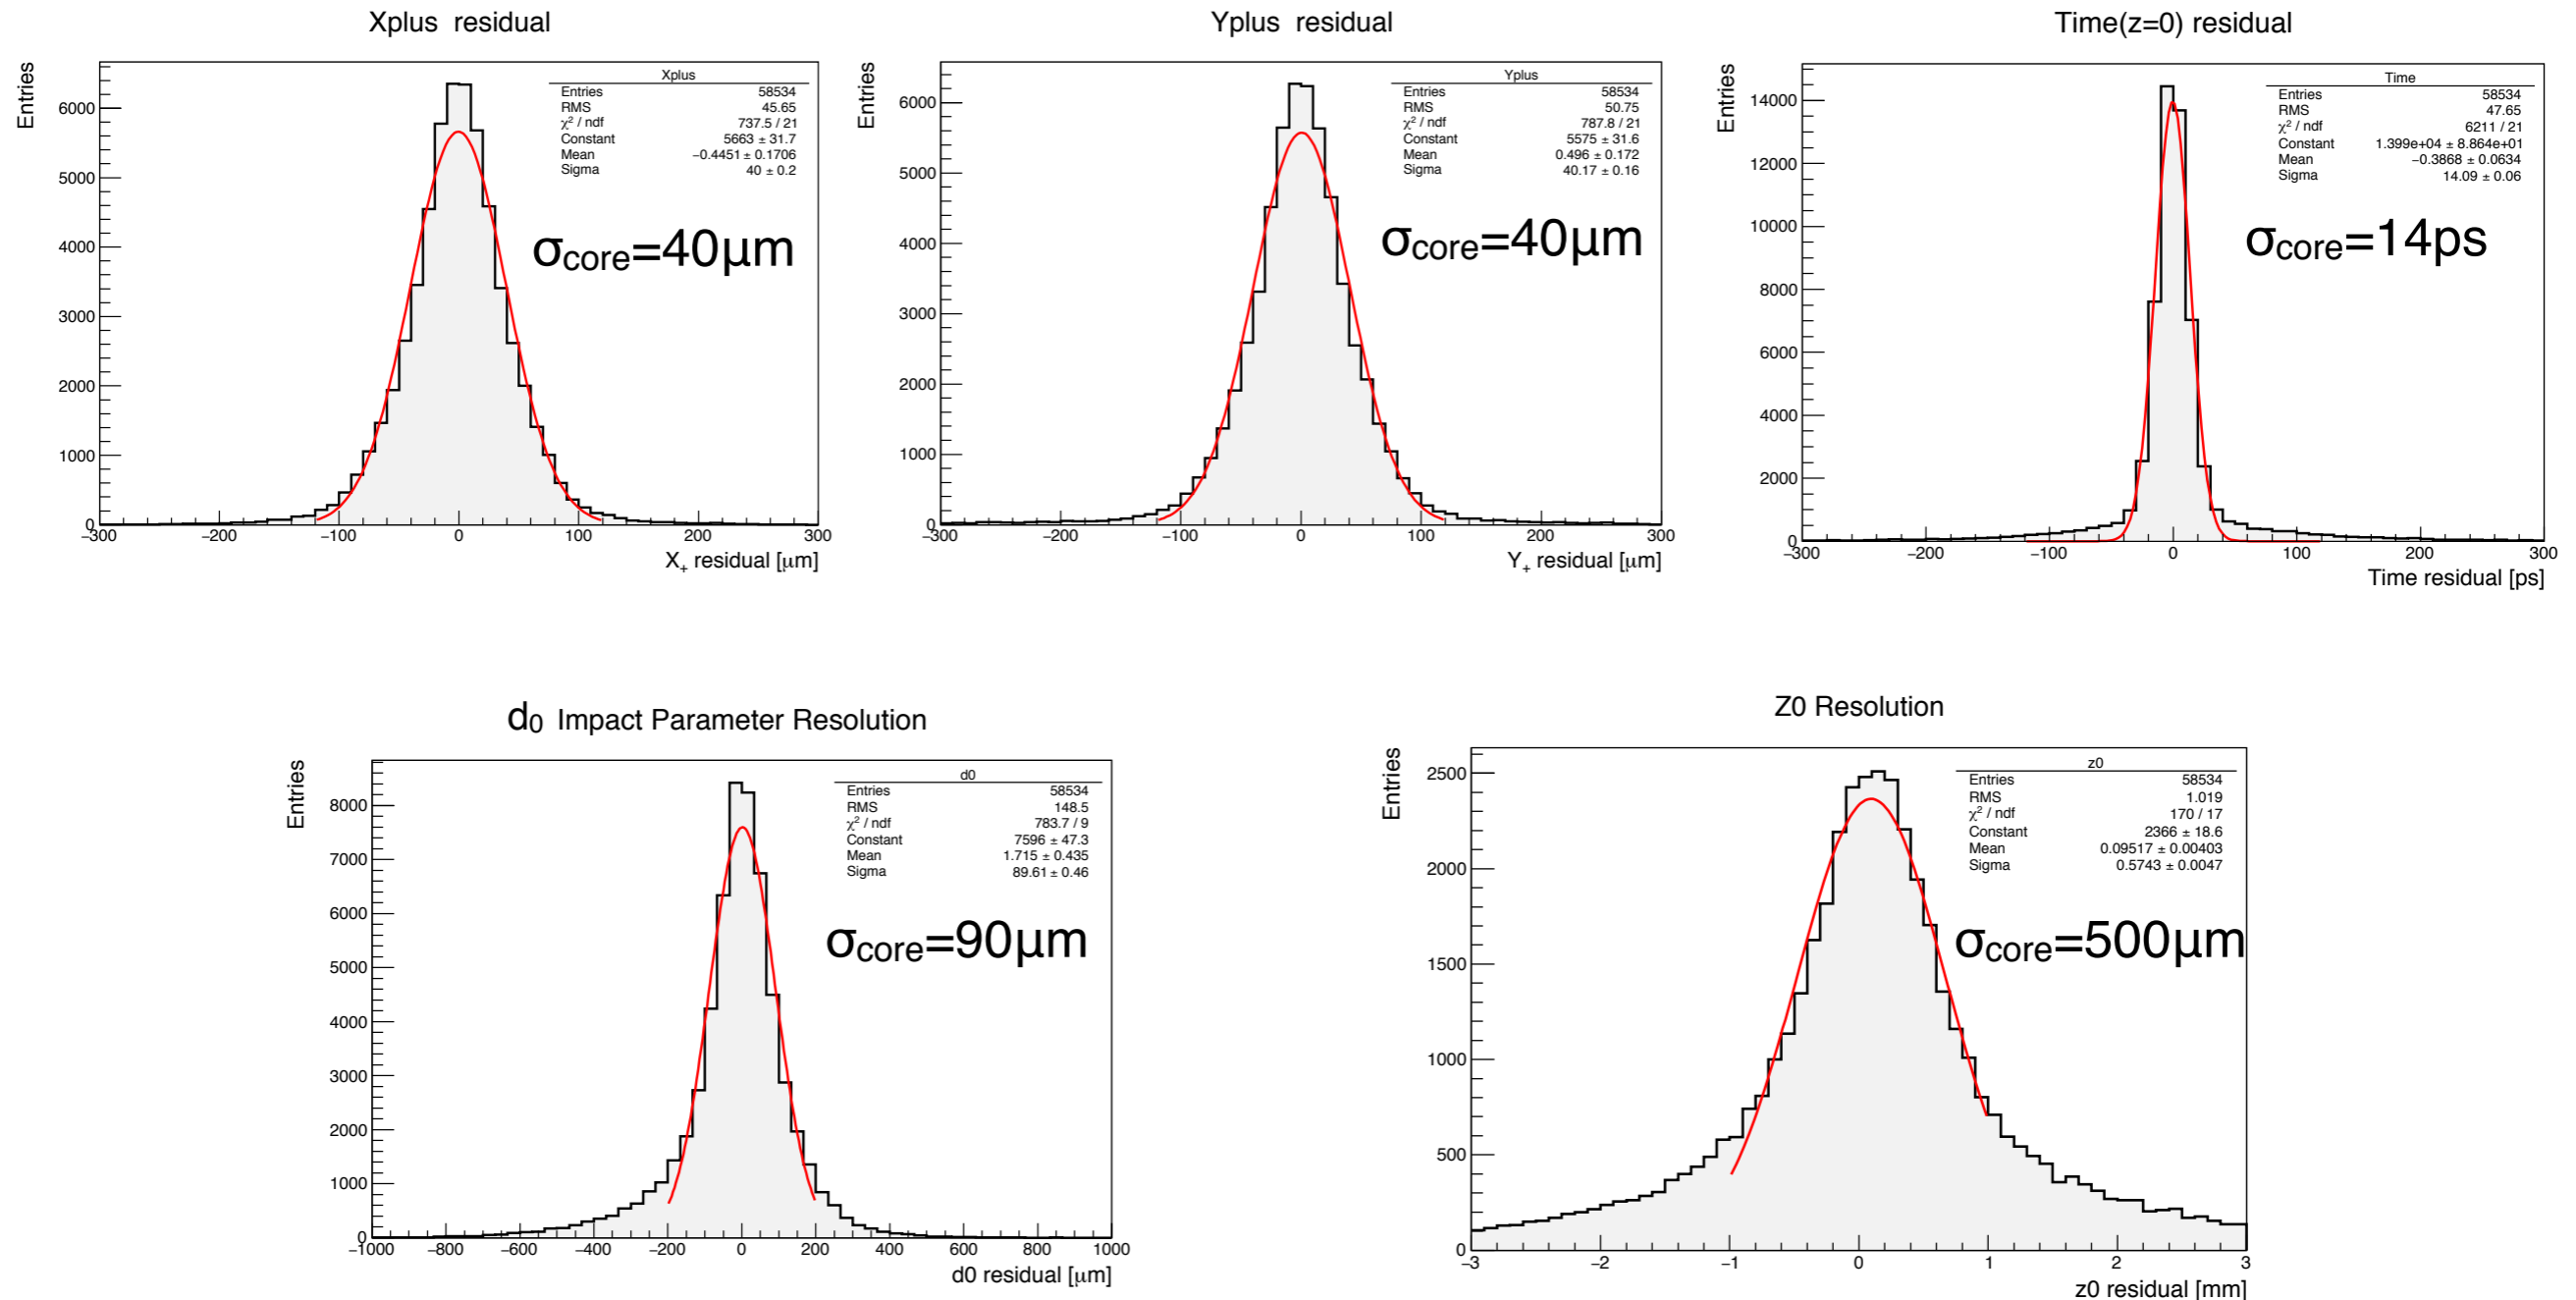 Xplus residual
Entries
Xplus
Entries 58534
RMS 45.65
χ² / ndf 737.5 / 21
Constant 5663 ± 31.7
Mean −0.4451 ± 0.1706
Sigma 40 ± 0.2
σcore=40μm
6000
5000
4000
3000
2000
1000
0
−300 −200 −100 0 100 200 300
X+ residual [μm]
Yplus residual
Entries
Yplus
Entries 58534
RMS 50.75
χ² / ndf 787.8 / 21
Constant 5575 ± 31.6
Mean 0.496 ± 0.172
Sigma 40.17 ± 0.16
σcore=40μm
6000
5000
4000
3000
2000
1000
0
−300 −200 −100 0 100 200 300
Y+ residual [μm]
Time(z=0) residual
Entries
Time
Entries 58534
RMS 47.65
χ² / ndf 6211 / 21
Constant 1.399e+04 ± 8.864e+01
Mean −0.3868 ± 0.0634
Sigma 14.09 ± 0.06
σcore=14ps
14000
12000
10000
8000
6000
4000
2000
0
−300 −200 −100 0 100 200 300
Time residual [ps]
d0 Impact Parameter Resolution
Entries
d0
Entries 58534
RMS 148.5
χ² / ndf 783.7 / 9
Constant 7596 ± 47.3
Mean 1.715 ± 0.435
Sigma 89.61 ± 0.46
σcore=90μm
8000
7000
6000
5000
4000
3000
2000
1000
0
−1000 −800 −600 −400 −200 0 200 400 600 800 1000
d0 residual [μm]
Z0 Resolution
Entries
z0
Entries 58534
RMS 1.019
χ² / ndf 170 / 17
Constant 2366 ± 18.6
Mean 0.09517 ± 0.00403
Sigma 0.5743 ± 0.0047
σcore=500μm
2500
2000
1500
1000
500
0
−3 −2 −1 0 1 2 3
z0 residual [mm]